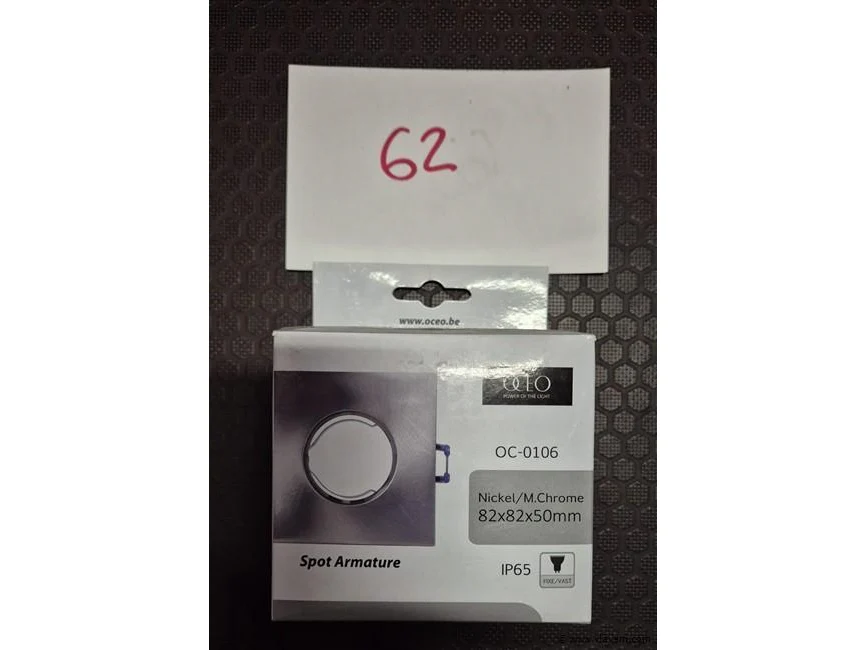 62
www.oceo.be
OCEO
POWER OF THE LIGHT
OC-0106
Nickel/M.Chrome
82x82x50mm
Spot Armature
IP65
FIXE/VAST